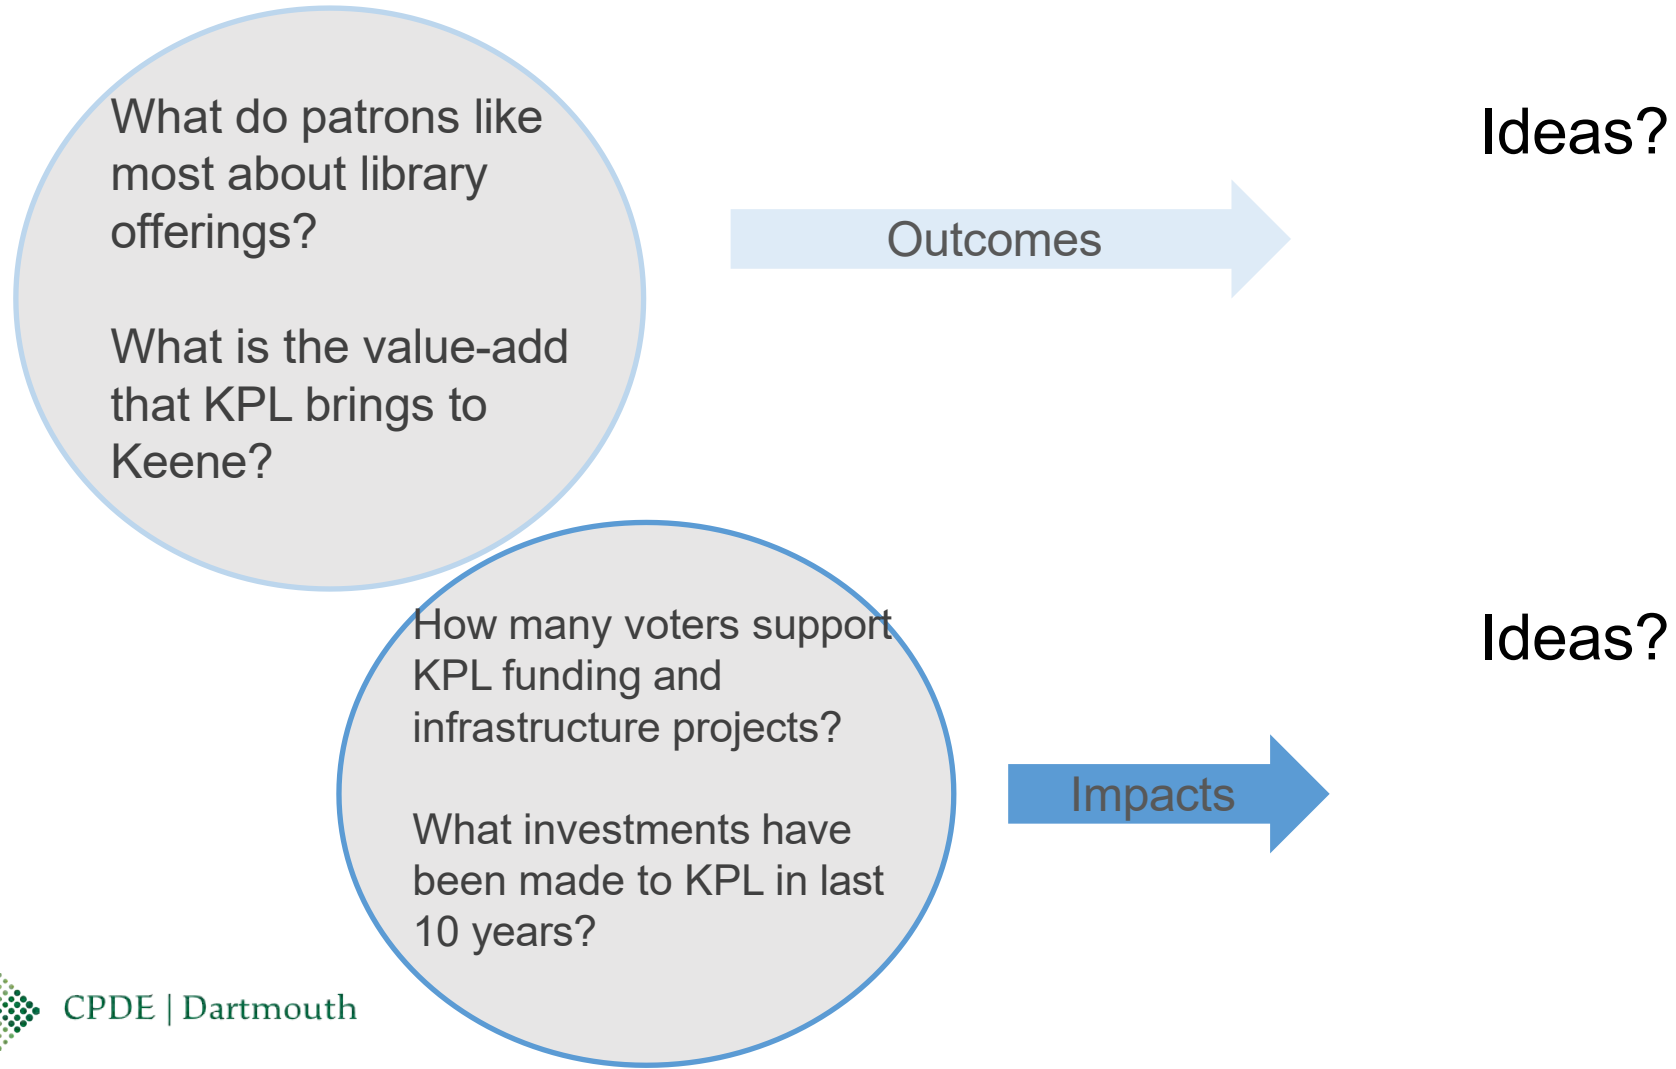 What do patrons like
most about library
offerings?
What is the value-add
that KPL brings to
Keene?
Outcomes
Ideas?
How many voters support
KPL funding and
infrastructure projects?
What investments have
been made to KPL in last
10 years?
Impacts
Ideas?
CPDE | Dartmouth